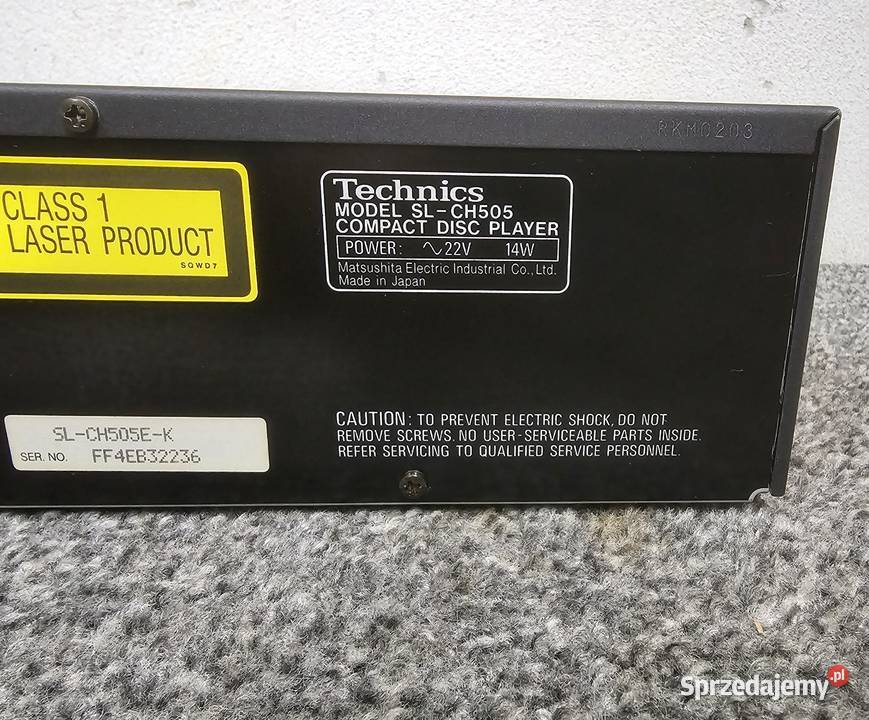 RKM0203
CLASS 1
LASER PRODUCT
SQWD7
Technics
MODEL SL-CH505
COMPACT DISC PLAYER
POWER: ∿22V 14W
Matsushita Electric Industrial Co., Ltd.
Made in Japan
SL-CH505E-K
SER. NO. FF4EB32236
CAUTION: TO PREVENT ELECTRIC SHOCK, DO NOT
REMOVE SCREWS. NO USER-SERVICEABLE PARTS INSIDE.
REFER SERVICING TO QUALIFIED SERVICE PERSONNEL.
Sprzedajemy.pl